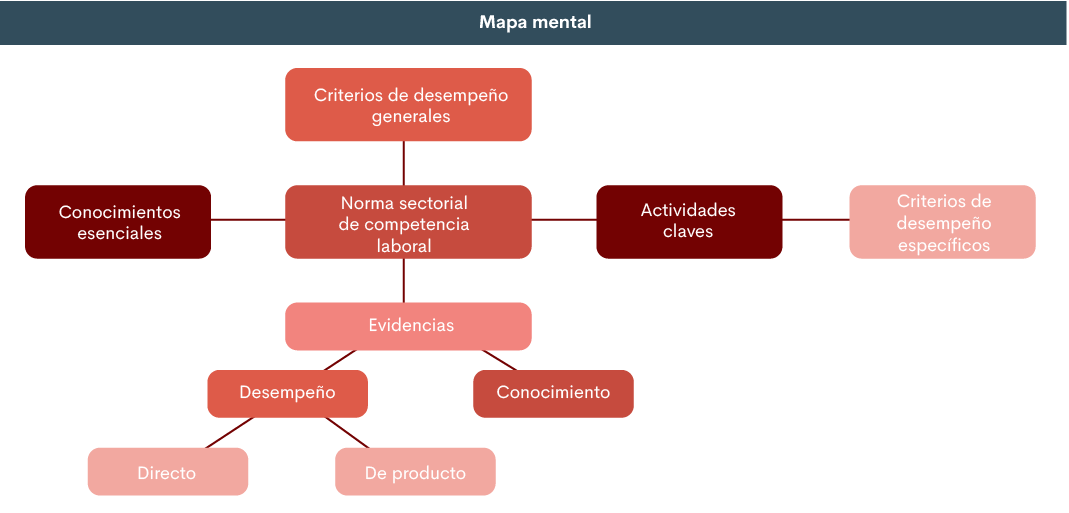 Mapa mental
Criterios de desempeño
generales
Conocimientos
esenciales
Norma sectorial
de competencia
laboral
Actividades
claves
Criterios de
desempeño
específicos
Evidencias
Desempeño
Conocimiento
Directo
De producto